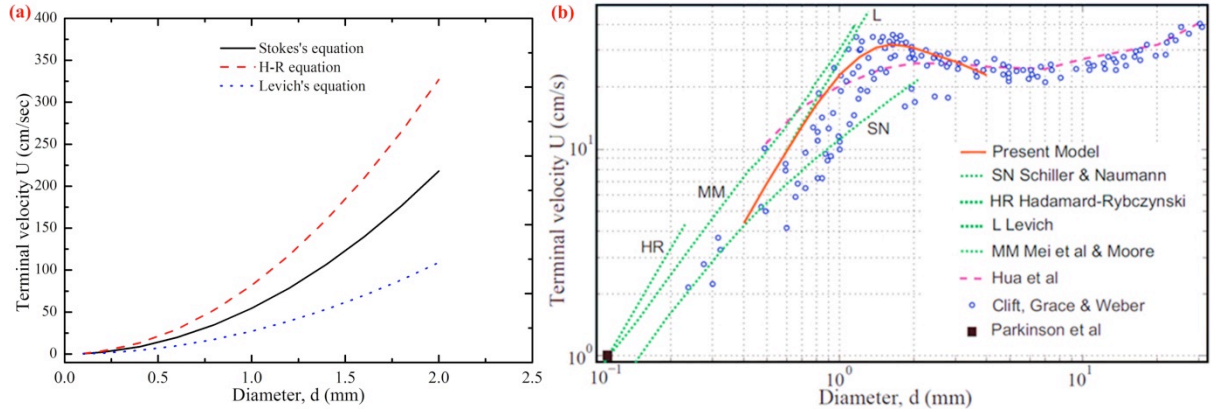 (a)
400
350
300
250
200
150
100
50
0
Terminal velocity U (cm/sec)
Stokes's equation
H-R equation
Levich's equation
0.0 0.5 1.0 1.5 2.0 2.5
Diameter, d (mm)
(b)
Terminal velocity U (cm/s)
10¹
10⁰
L
SN
MM
HR
Present Model
SN Schiller & Naumann
HR Hadamard-Rybczynski
L Levich
MM Mei et al & Moore
Hua et al
Clift, Grace & Weber
Parkinson et al
10⁻¹ 10⁰ 10¹
Diameter, d (mm)